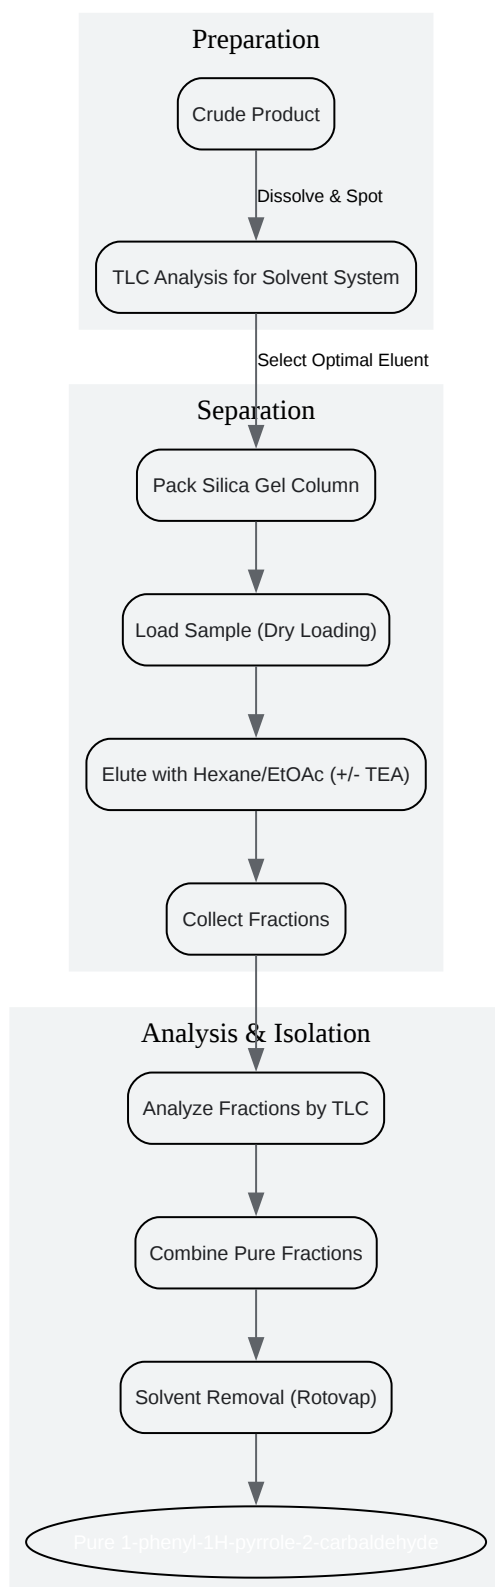 Preparation
Crude Product
Dissolve & Spot
TLC Analysis for Solvent System
Select Optimal Eluent
Separation
Pack Silica Gel Column
Load Sample (Dry Loading)
Elute with Hexane/EtOAc (+/- TEA)
Collect Fractions
Analysis & Isolation
Analyze Fractions by TLC
Combine Pure Fractions
Solvent Removal (Rotovap)
Pure 1-phenyl-1H-pyrrole-2-carbaldehyde